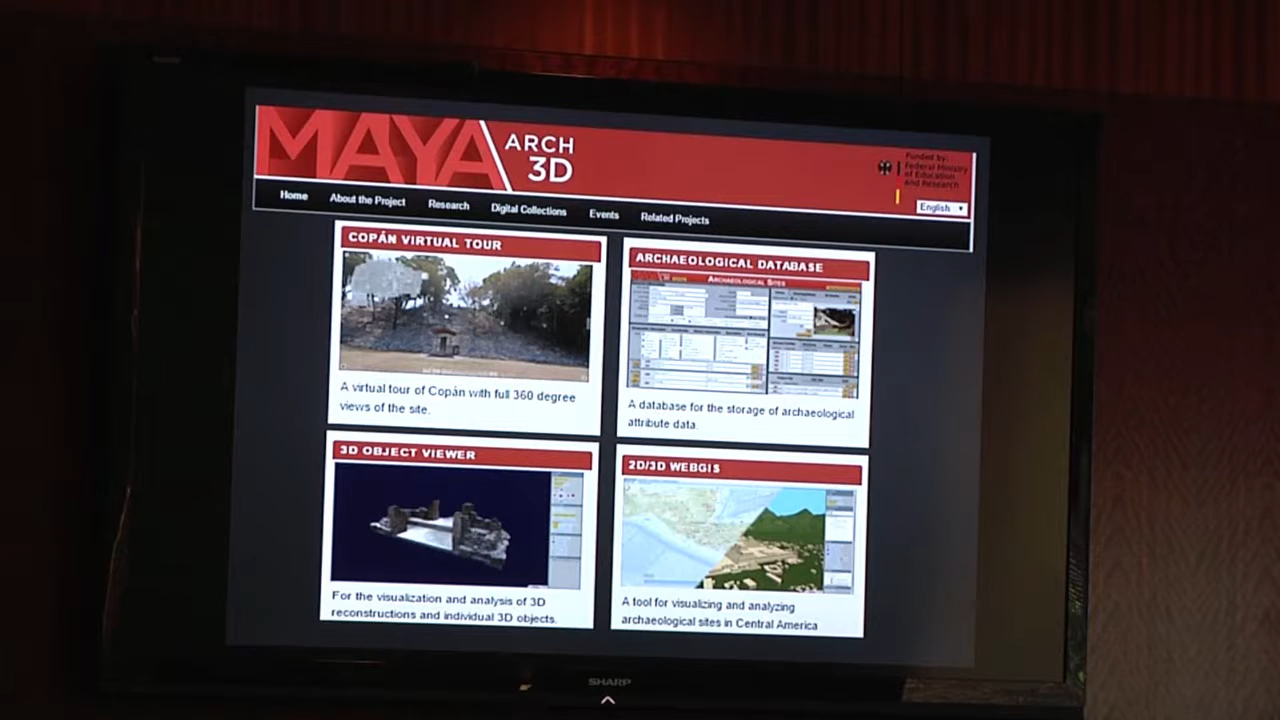 MAYA ARCH 3D
Funded by:
Federal Ministry
of Education
and Research
English
Home About the Project Research Digital Collections Events Related Projects
COPÁN VIRTUAL TOUR
A virtual tour of Copán with full 360 degree
views of the site.
ARCHAEOLOGICAL DATABASE
ARCHAEOLOGICAL SITES
A database for the storage of archaeological
attribute data.
3D OBJECT VIEWER
For the visualization and analysis of 3D
reconstructions and individual 3D objects.
2D/3D WEBGIS
A tool for visualizing and analyzing
archaeological sites in Central America
SHARP